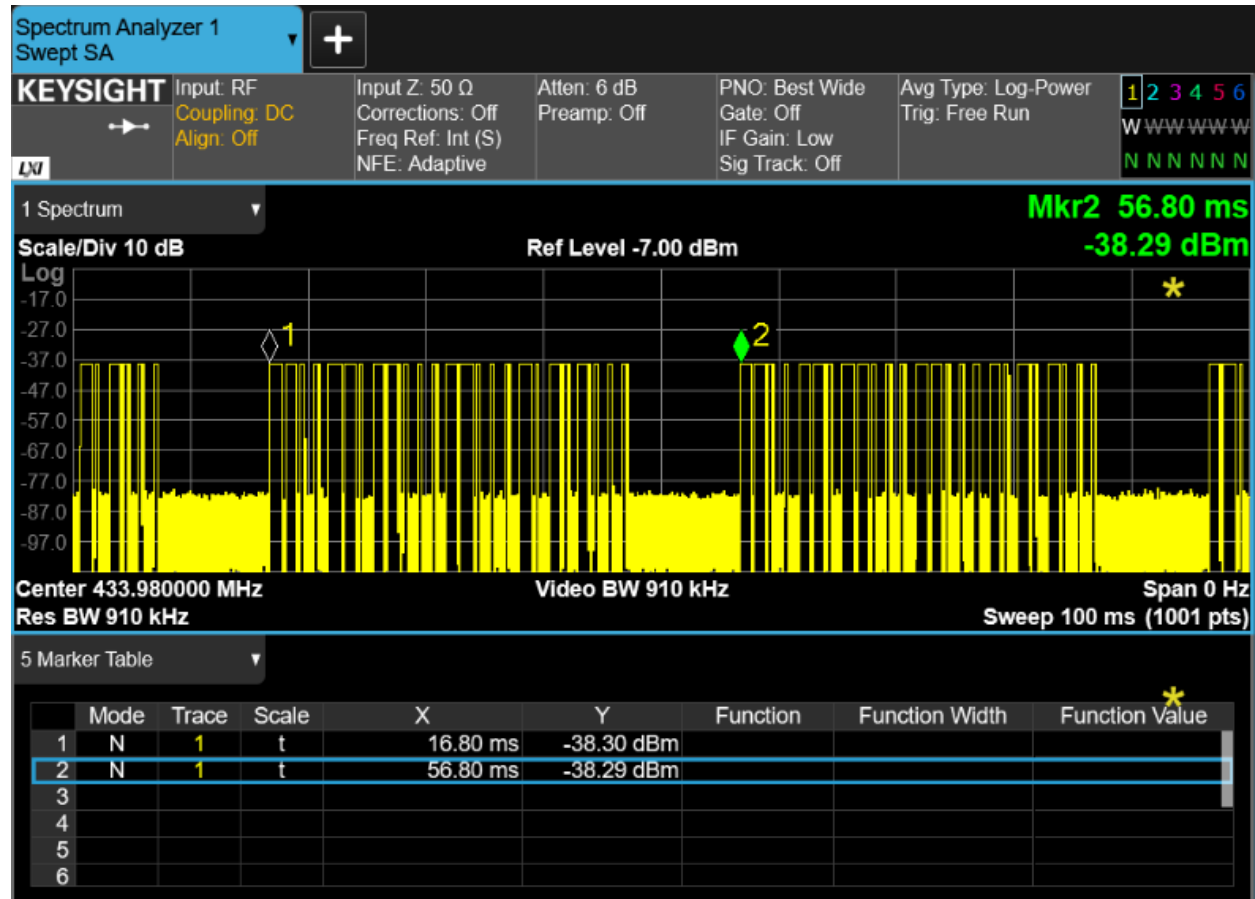 Spectrum Analyzer 1
Swept SA
+
KEYSIGHT
LXI
Input: RF
Coupling: DC
Align: Off
Input Z: 50 Ω
Corrections: Off
Freq Ref: Int (S)
NFE: Adaptive
Atten: 6 dB
Preamp: Off
PNO: Best Wide
Gate: Off
IF Gain: Low
Sig Track: Off
Avg Type: Log-Power
Trig: Free Run
1 2 3 4 5 6
W W W W W W
N N N N N N
1 Spectrum
Mkr2 56.80 ms
Scale/Div 10 dB
Ref Level -7.00 dBm
-38.29 dBm
Log
-17.0
-27.0
-37.0
-47.0
-57.0
-67.0
-77.0
-87.0
-97.0
1
2
*
Center 433.980000 MHz
Video BW 910 kHz
Span 0 Hz
Res BW 910 kHz
Sweep 100 ms (1001 pts)
5 Marker Table
*
Mode Trace Scale X Y Function Function Width Function Value
1 N 1 t 16.80 ms -38.30 dBm
2 N 1 t 56.80 ms -38.29 dBm
3
4
5
6